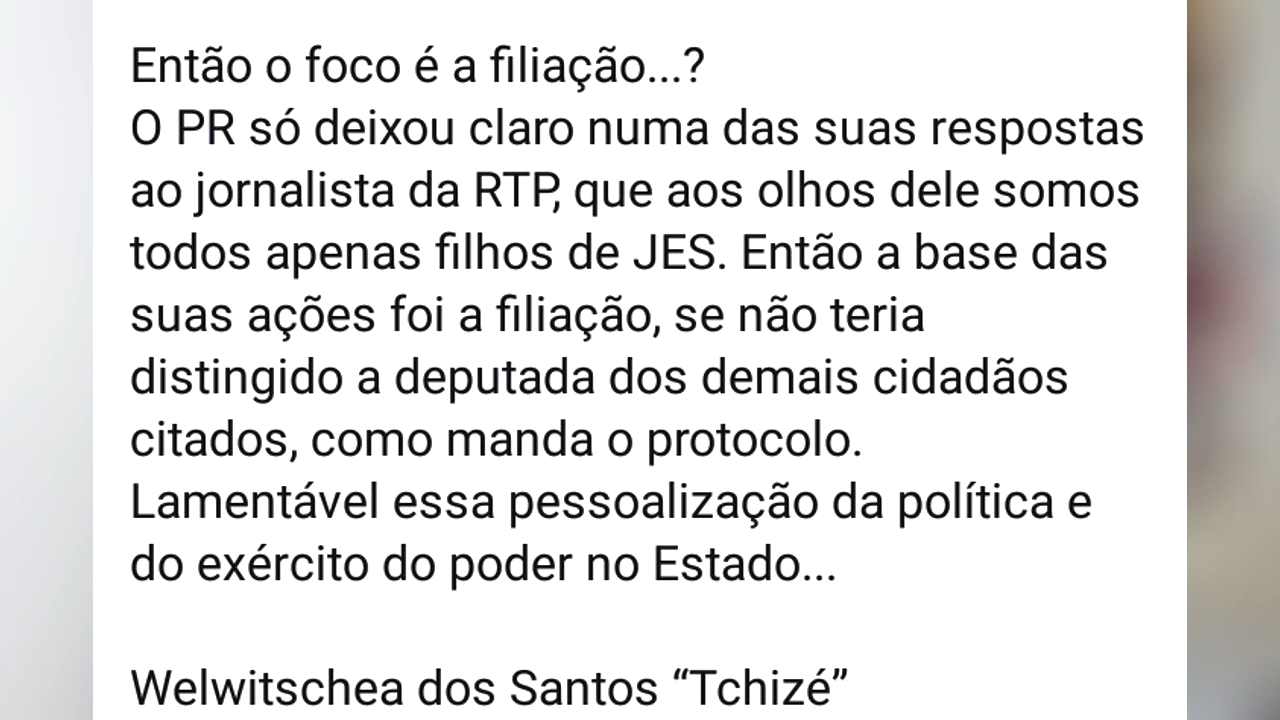 Então o foco é a filiação...?
O PR só deixou claro numa das suas respostas
ao jornalista da RTP, que aos olhos dele somos
todos apenas filhos de JES. Então a base das
suas ações foi a filiação, se não teria
distingido a deputada dos demais cidadãos
citados, como manda o protocolo.
Lamentável essa pessoalização da política e
do exército do poder no Estado...
Welwitschea dos Santos “Tchizé”